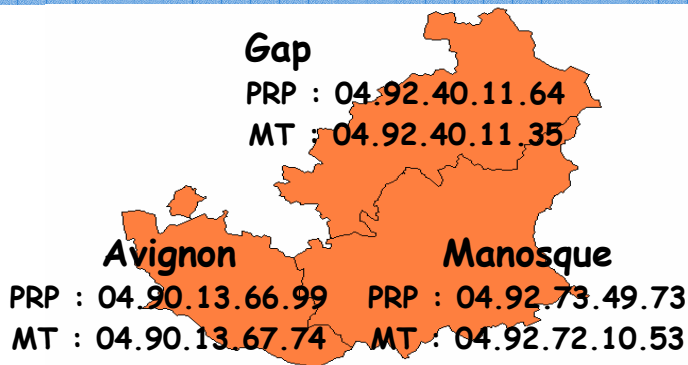 Gap
PRP : 04.92.40.11.64
MT : 04.92.40.11.35
Avignon
PRP : 04.90.13.66.99
MT : 04.90.13.67.74
Manosque
PRP : 04.92.73.49.73
MT : 04.92.72.10.53